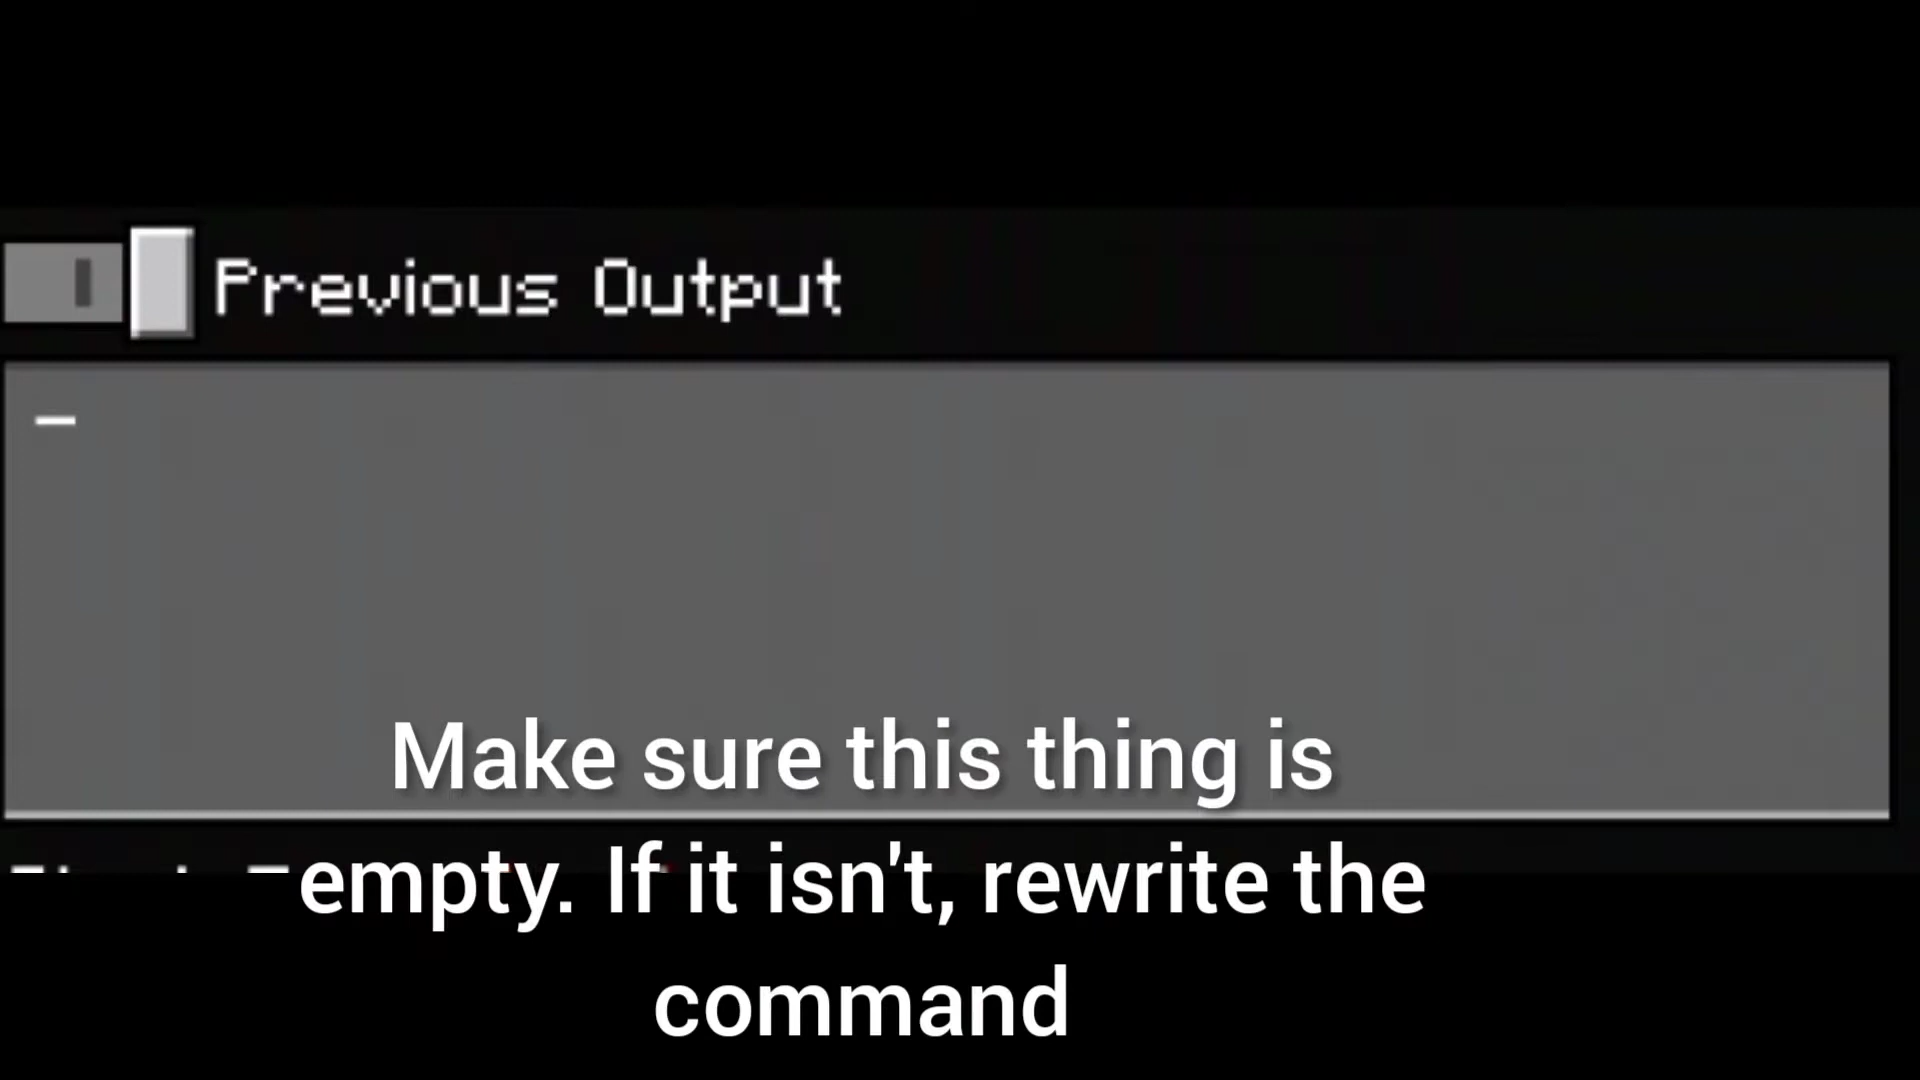 Previous Output
-
Make sure this thing is
empty. If it isn't, rewrite the
command